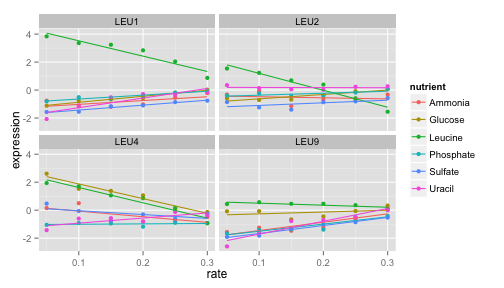 LEU1 LEU2
4
2
0
-2
expression
LEU4 LEU9
4
2
0
-2
0.1 0.2 0.3 0.1 0.2 0.3
rate
nutrient
Ammonia
Glucose
Leucine
Phosphate
Sulfate
Uracil